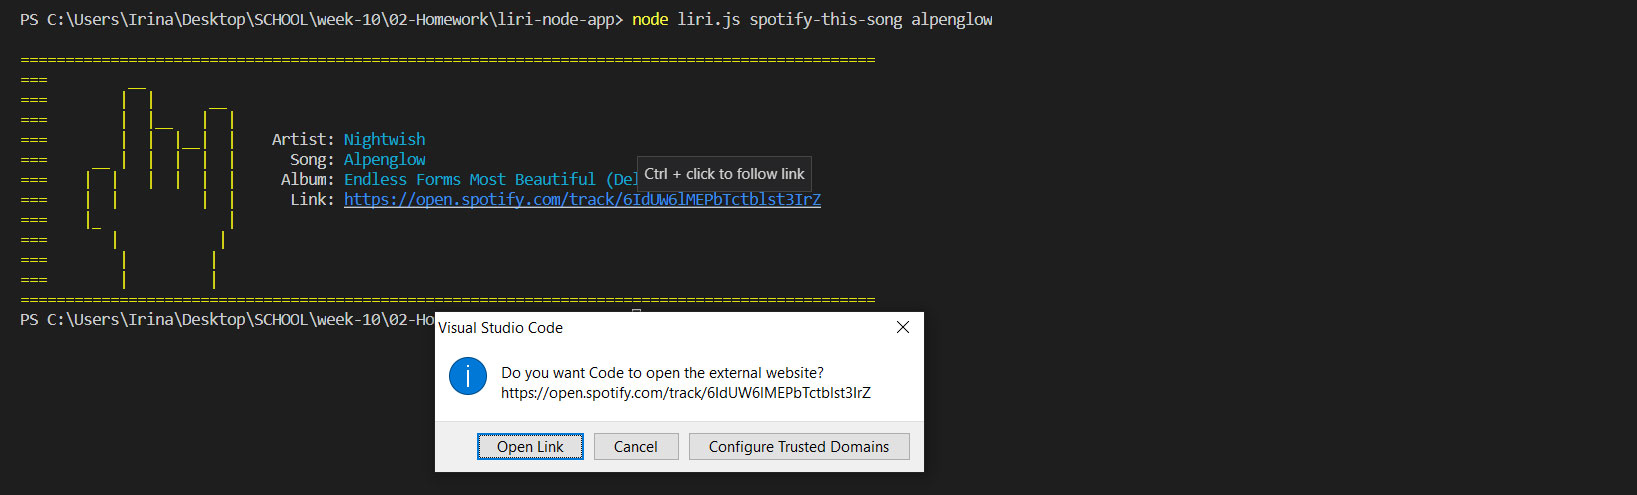 PS C:\Users\Irina\Desktop\SCHOOL\week-10\02-Homework\liri-node-app> node liri.js spotify-this-song alpenglow
===============================================================================================
===
===
===
=== Artist: Nightwish
=== Song: Alpenglow
Ctrl + click to follow link
=== Album: Endless Forms Most Beautiful (Del
=== Link: https://open.spotify.com/track/6IdUW6lMEPbTctblst3IrZ
===
===
===
===
===============================================================================================
PS C:\Users\Irina\Desktop\SCHOOL\week-10\02-Ho
Visual Studio Code
Do you want Code to open the external website?
https://open.spotify.com/track/6IdUW6lMEPbTctblst3IrZ
Open Link Cancel Configure Trusted Domains